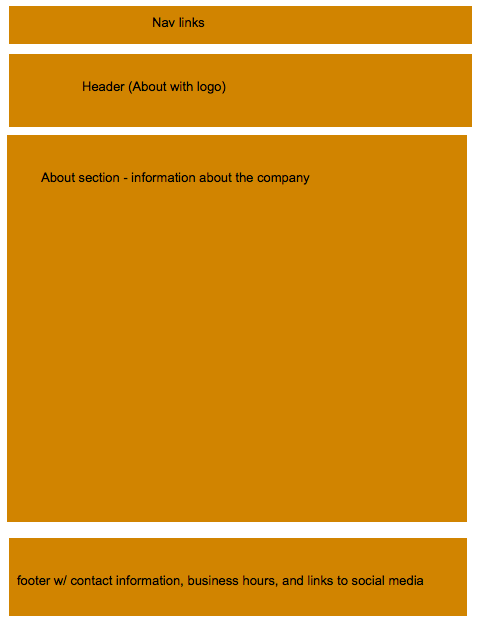 Nav links
Header (About with logo)
About section - information about the company
footer w/ contact information, business hours, and links to social media